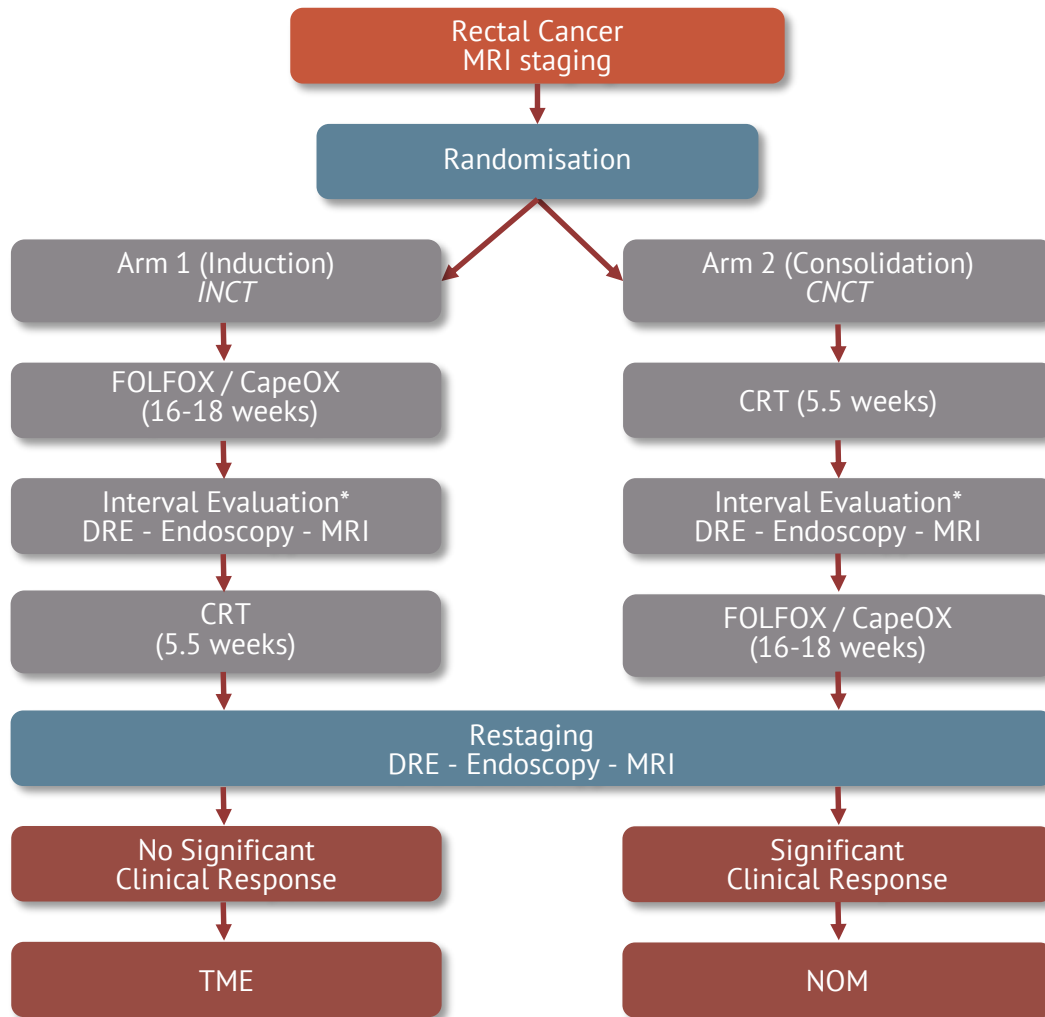 Rectal Cancer
MRI staging
Randomisation
Arm 1 (Induction)
INCT
Arm 2 (Consolidation)
CNCT
FOLFOX / CapeOX
(16-18 weeks)
CRT (5.5 weeks)
Interval Evaluation*
DRE - Endoscopy - MRI
Interval Evaluation*
DRE - Endoscopy - MRI
CRT
(5.5 weeks)
FOLFOX / CapeOX
(16-18 weeks)
Restaging
DRE - Endoscopy - MRI
No Significant
Clinical Response
Significant
Clinical Response
TME
NOM